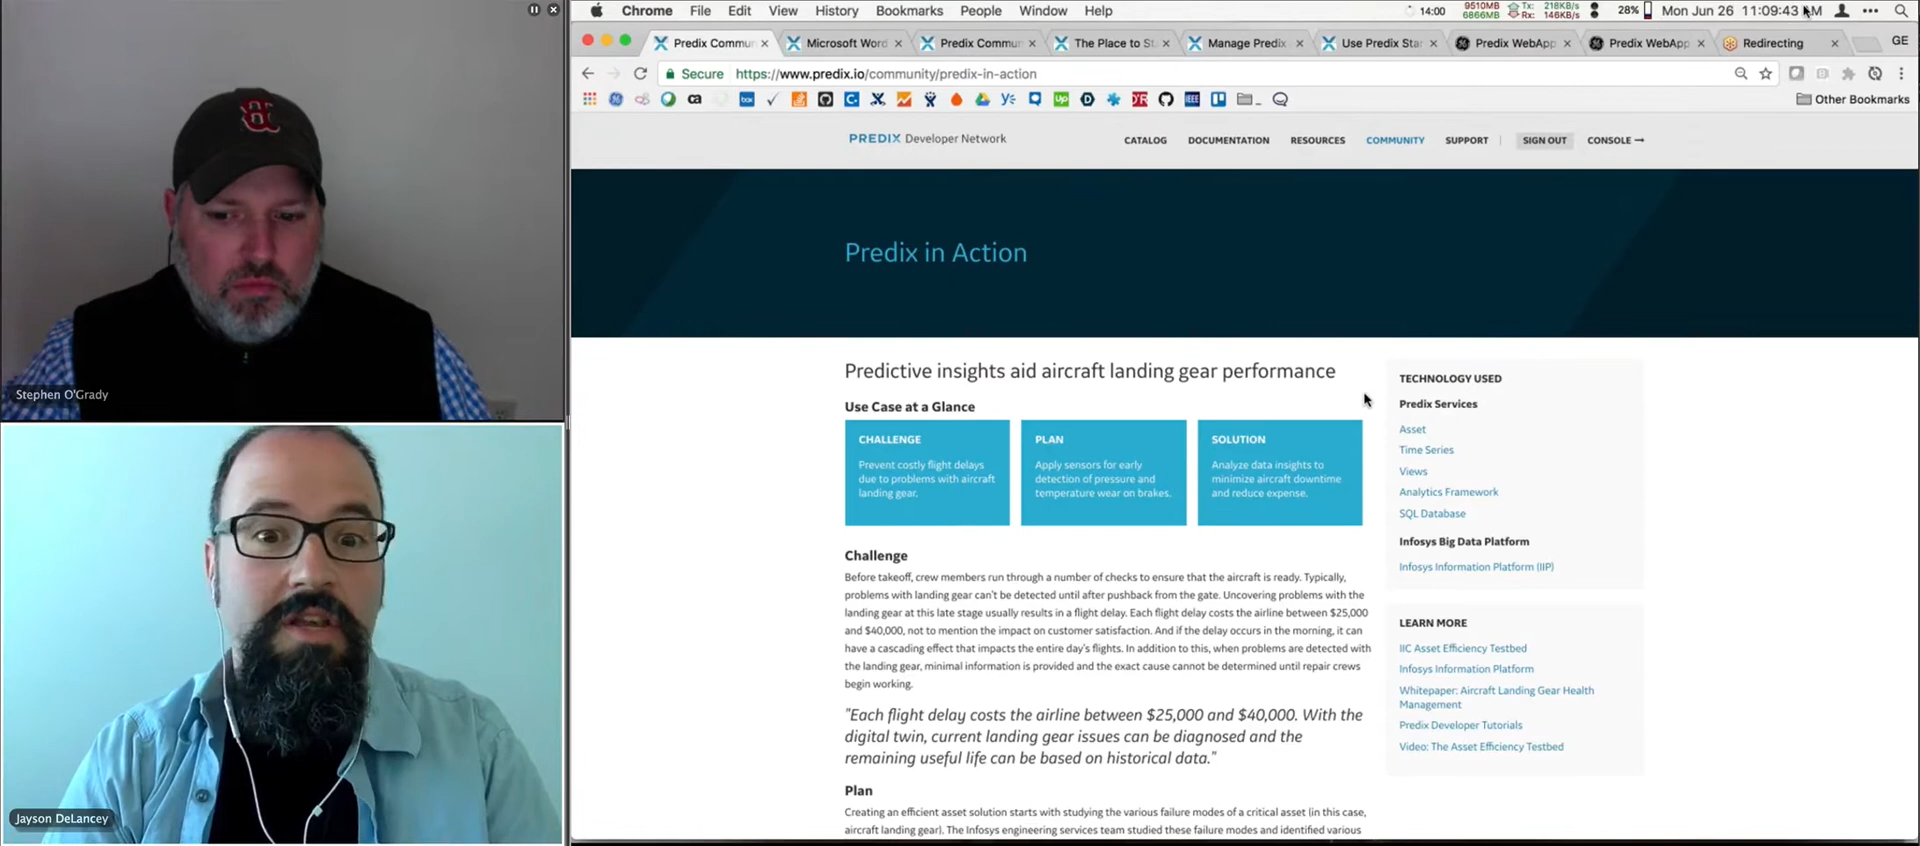 Stephen O'Grady
Jayson DeLancey
Chrome File Edit View History Bookmarks People Window Help
14:00 9510MB 6866MB Tx: 218KB/s Rx: 146KB/s 28% Mon Jun 26 11:09:43
Predix Commu Microsoft Word Predix Commun The Place to St Manage Predix Use Predix Star Predix WebApp Predix WebApp Redirecting GE
Secure https://www.predix.io/community/predix-in-action
Other Bookmarks
PREDIX Developer Network
CATALOG DOCUMENTATION RESOURCES COMMUNITY SUPPORT SIGN OUT CONSOLE
Predix in Action
Predictive insights aid aircraft landing gear performance
Use Case at a Glance
CHALLENGE
Prevent costly flight delays
due to problems with aircraft
landing gear.
PLAN
Apply sensors for early
detection of pressure and
temperature wear on brakes.
SOLUTION
Analyze data insights to
minimize aircraft downtime
and reduce expense.
Challenge
Before takeoff, crew members run through a number of checks to ensure that the aircraft is ready. Typically,
problems with landing gear can't be detected until after pushback from the gate. Uncovering problems with the
landing gear at this late stage usually results in a flight delay. Each flight delay costs the airline between $25,000
and $40,000, not to mention the impact on customer satisfaction. And if the delay occurs in the morning, it can
have a cascading effect that impacts the entire day's flights. In addition to this, when problems are detected with
the landing gear, minimal information is provided and the exact cause cannot be determined until repair crews
begin working.
"Each flight delay costs the airline between $25,000 and $40,000. With the
digital twin, current landing gear issues can be diagnosed and the
remaining useful life can be based on historical data."
Plan
Creating an efficient asset solution starts with studying the various failure modes of a critical asset (in this case,
aircraft landing gear). The Infosys engineering services team studied these failure modes and identified various
TECHNOLOGY USED
Predix Services
Asset
Time Series
Views
Analytics Framework
SQL Database
Infosys Big Data Platform
Infosys Information Platform (IIP)
LEARN MORE
IIC Asset Efficiency Testbed
Infosys Information Platform
Whitepaper: Aircraft Landing Gear Health
Management
Predix Developer Tutorials
Video: The Asset Efficiency Testbed